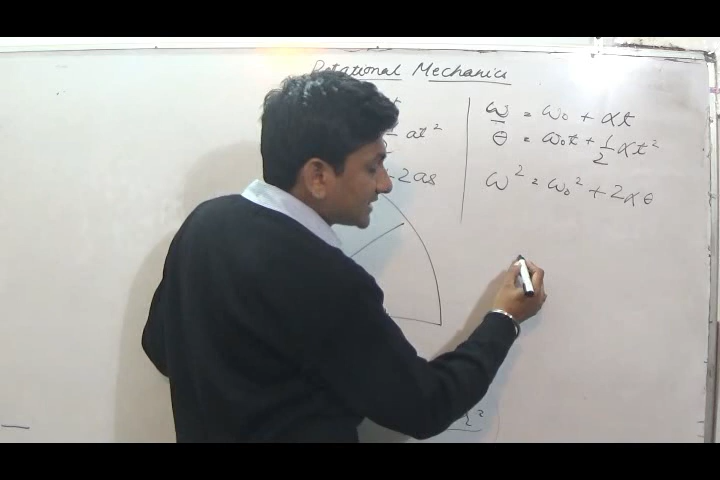 Rotational Mechanics
t
at²
2as
ω = ω₀ + αt
θ = ω₀t + 1/2 αt²
ω² = ω₀² + 2αθ